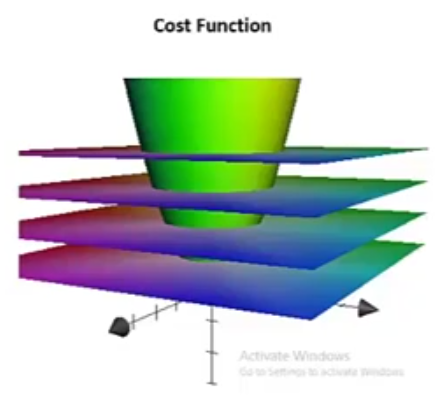 Cost Function
Activate Windows
Go to Settings to activate Windows